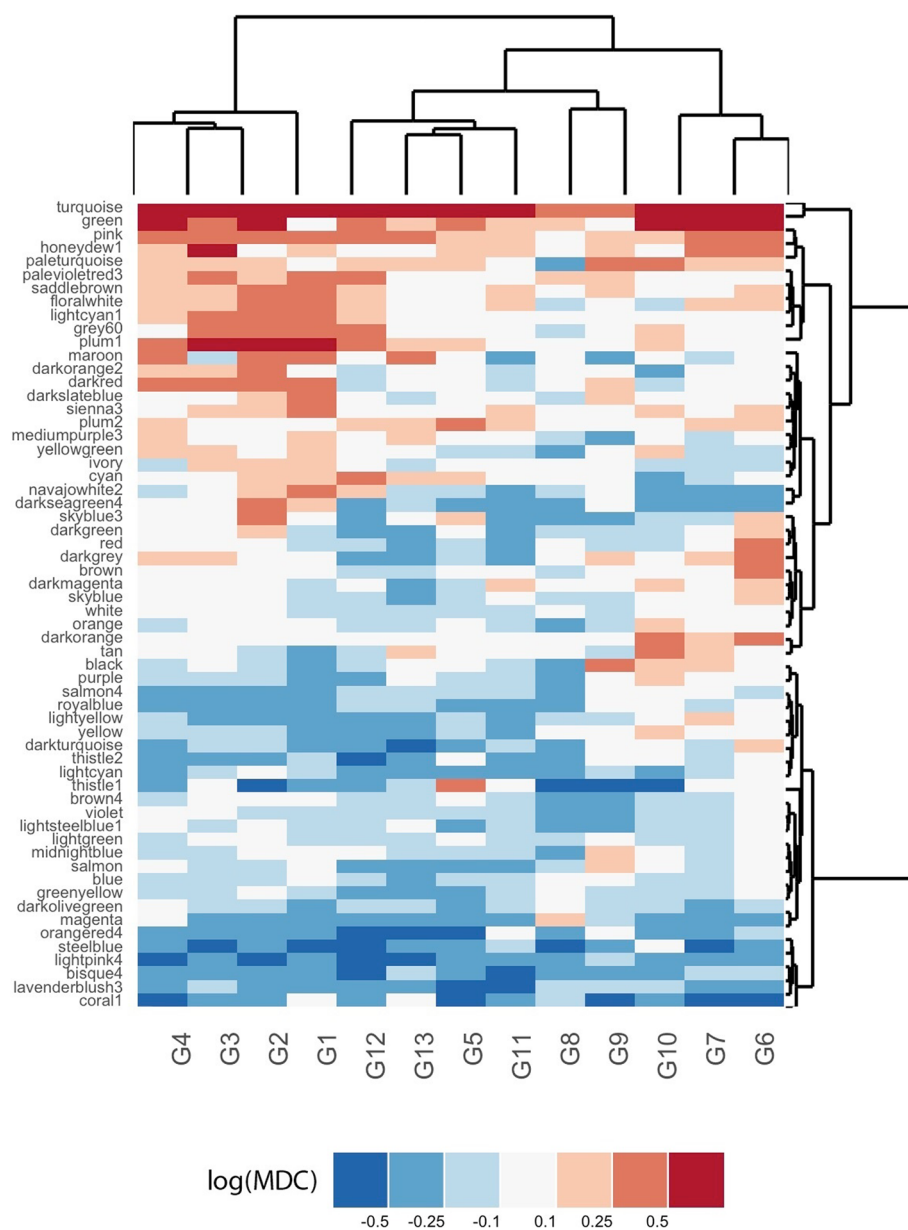 turquoise
green
pink
honeydew1
paleturquoise
palevioletred3
saddlebrown
floralwhite
lightcyan1
grey60
plum1
maroon
darkorange2
darkred
darkslateblue
sienna3
plum2
mediumpurple3
yellowgreen
ivory
cyan
navajowhite2
darkseagreen4
skyblue3
darkgreen
red
darkgrey
brown
darkmagenta
skyblue
white
orange
darkorange
tan
black
purple
salmon4
royalblue
lightyellow
yellow
darkturquoise
thistle2
lightcyan
thistle1
brown4
violet
lightsteelblue1
lightgreen
midnightblue
salmon
blue
greenyellow
darkolivegreen
magenta
orangered4
steelblue
lightpink4
bisque4
lavenderblush3
coral1
G4 G3 G2 G1 G12 G13 G5 G11 G8 G9 G10 G7 G6
log(MDC)
-0.5 -0.25 -0.1 0.1 0.25 0.5